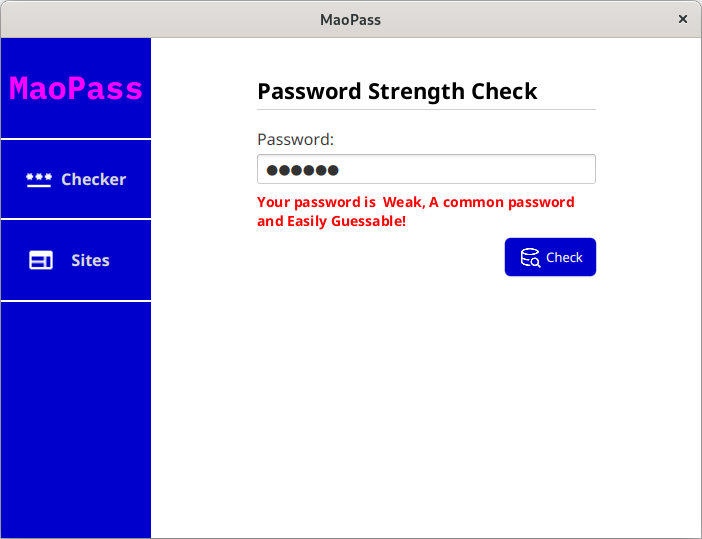 MaoPass
MaoPass
Checker
Sites
Password Strength Check
Password:
●●●●●●
Your password is  Weak, A common password
and Easily Guessable!
Check